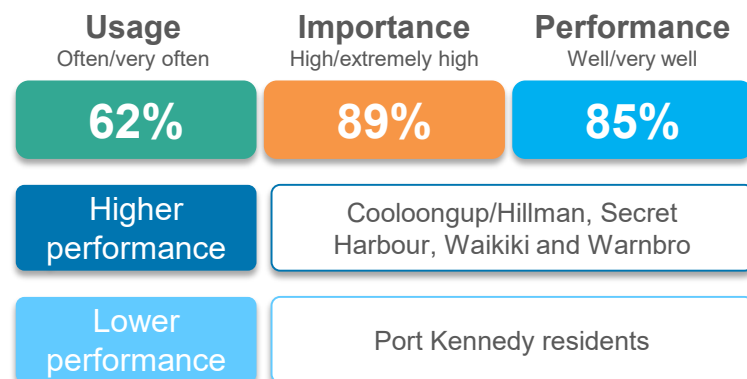 Usage
Often/very often
62%
Importance
High/extremely high
89%
Performance
Well/very well
85%
Higher
performance
Cooloongup/Hillman, Secret
Harbour, Waikiki and Warnbro
Lower
performance
Port Kennedy residents